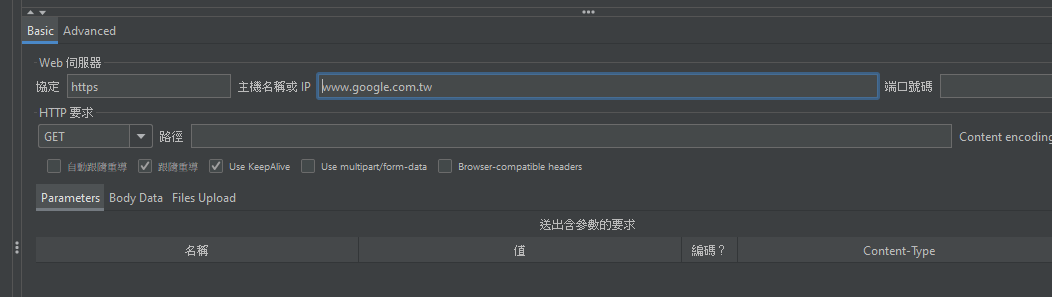 Basic Advanced
Web 伺服器
協定 https 主機名稱或 IP www.google.com.tw 端口號碼
HTTP 要求
GET 路徑 Content encoding
自動跟隨重導 跟隨重導 Use KeepAlive Use multipart/form-data Browser-compatible headers
Parameters Body Data Files Upload
送出含參數的要求
名稱 值 編碼？ Content-Type